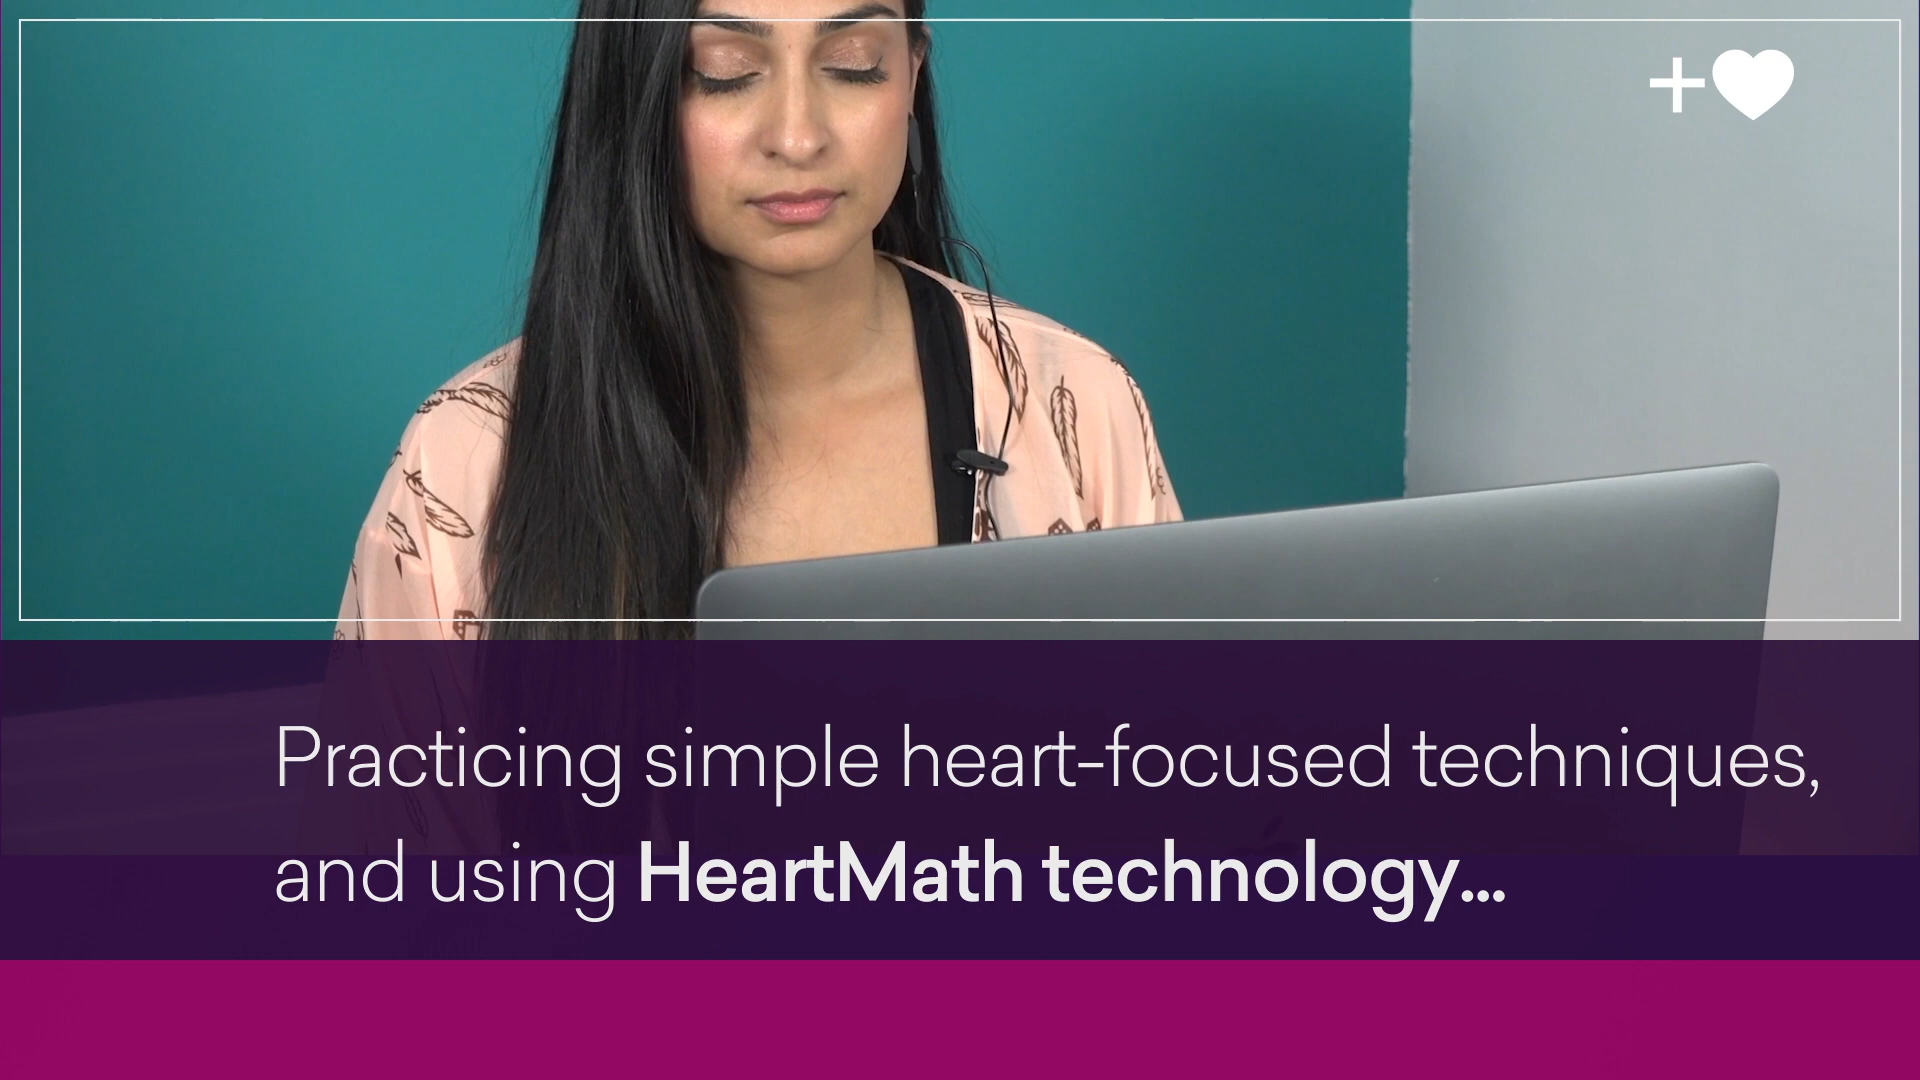 Practicing simple heart-focused techniques,
and using HeartMath technology...